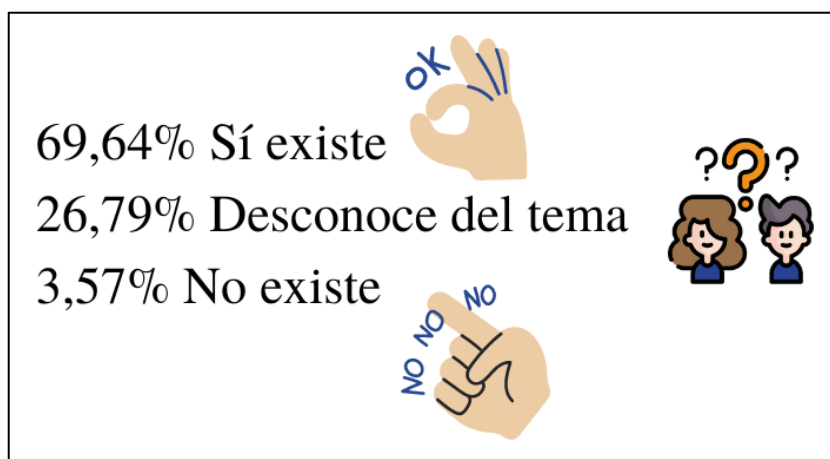 OK
69,64% Sí existe
? ? ?
26,79% Desconoce del tema
3,57% No existe
NO NO NO